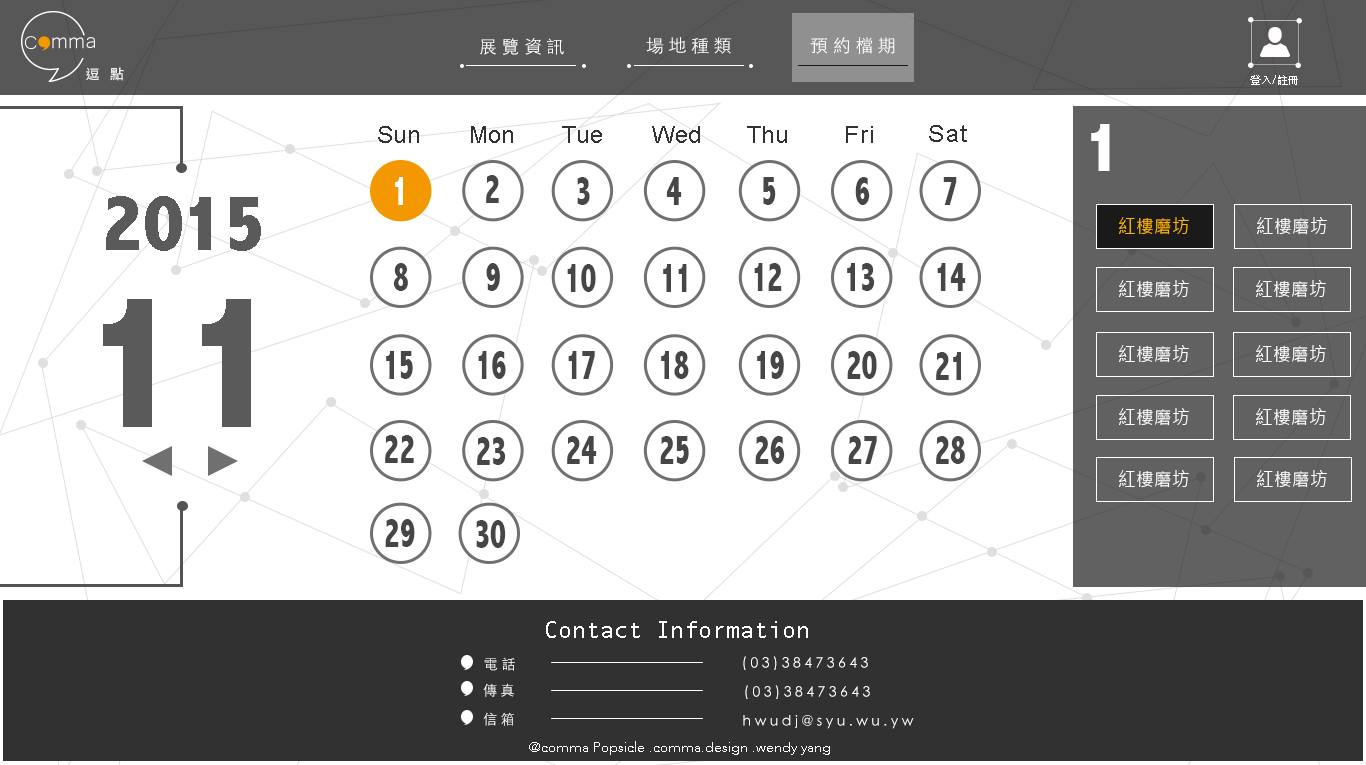 comma
逗點
展覽資訊
場地種類
預約檔期
登入/註冊
2015
11
Sun Mon Tue Wed Thu Fri Sat
1 2 3 4 5 6 7
8 9 10 11 12 13 14
15 16 17 18 19 20 21
22 23 24 25 26 27 28
29 30
1
紅樓磨坊 紅樓磨坊
紅樓磨坊 紅樓磨坊
紅樓磨坊 紅樓磨坊
紅樓磨坊 紅樓磨坊
紅樓磨坊 紅樓磨坊
Contact Information
電話 (03)38473643
傳真 (03)38473643
信箱 hwudj@syu.wu.yw
@comma Popsicle .comma.design .wendy yang